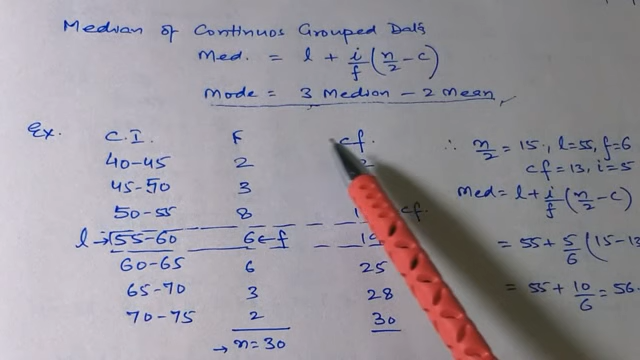 Median of Continuos Grouped Data
Med. = l + i/f (n/2 - c)
Mode = 3 Median - 2 Mean
Ex. C.I. F cf.
40-45 2 2
45-50 3
50-55 8 1 cf.
l → 55-60 6 ← f 19
60-65 6 25
65-70 3 28
70-75 2 30
→ n = 30
∴ n/2 = 15, l = 55, f = 6
cf = 13, i = 5
Med = l + i/f (n/2 - c)
= 55 + 5/6 (15 - 13
= 55 + 10/6 = 56.